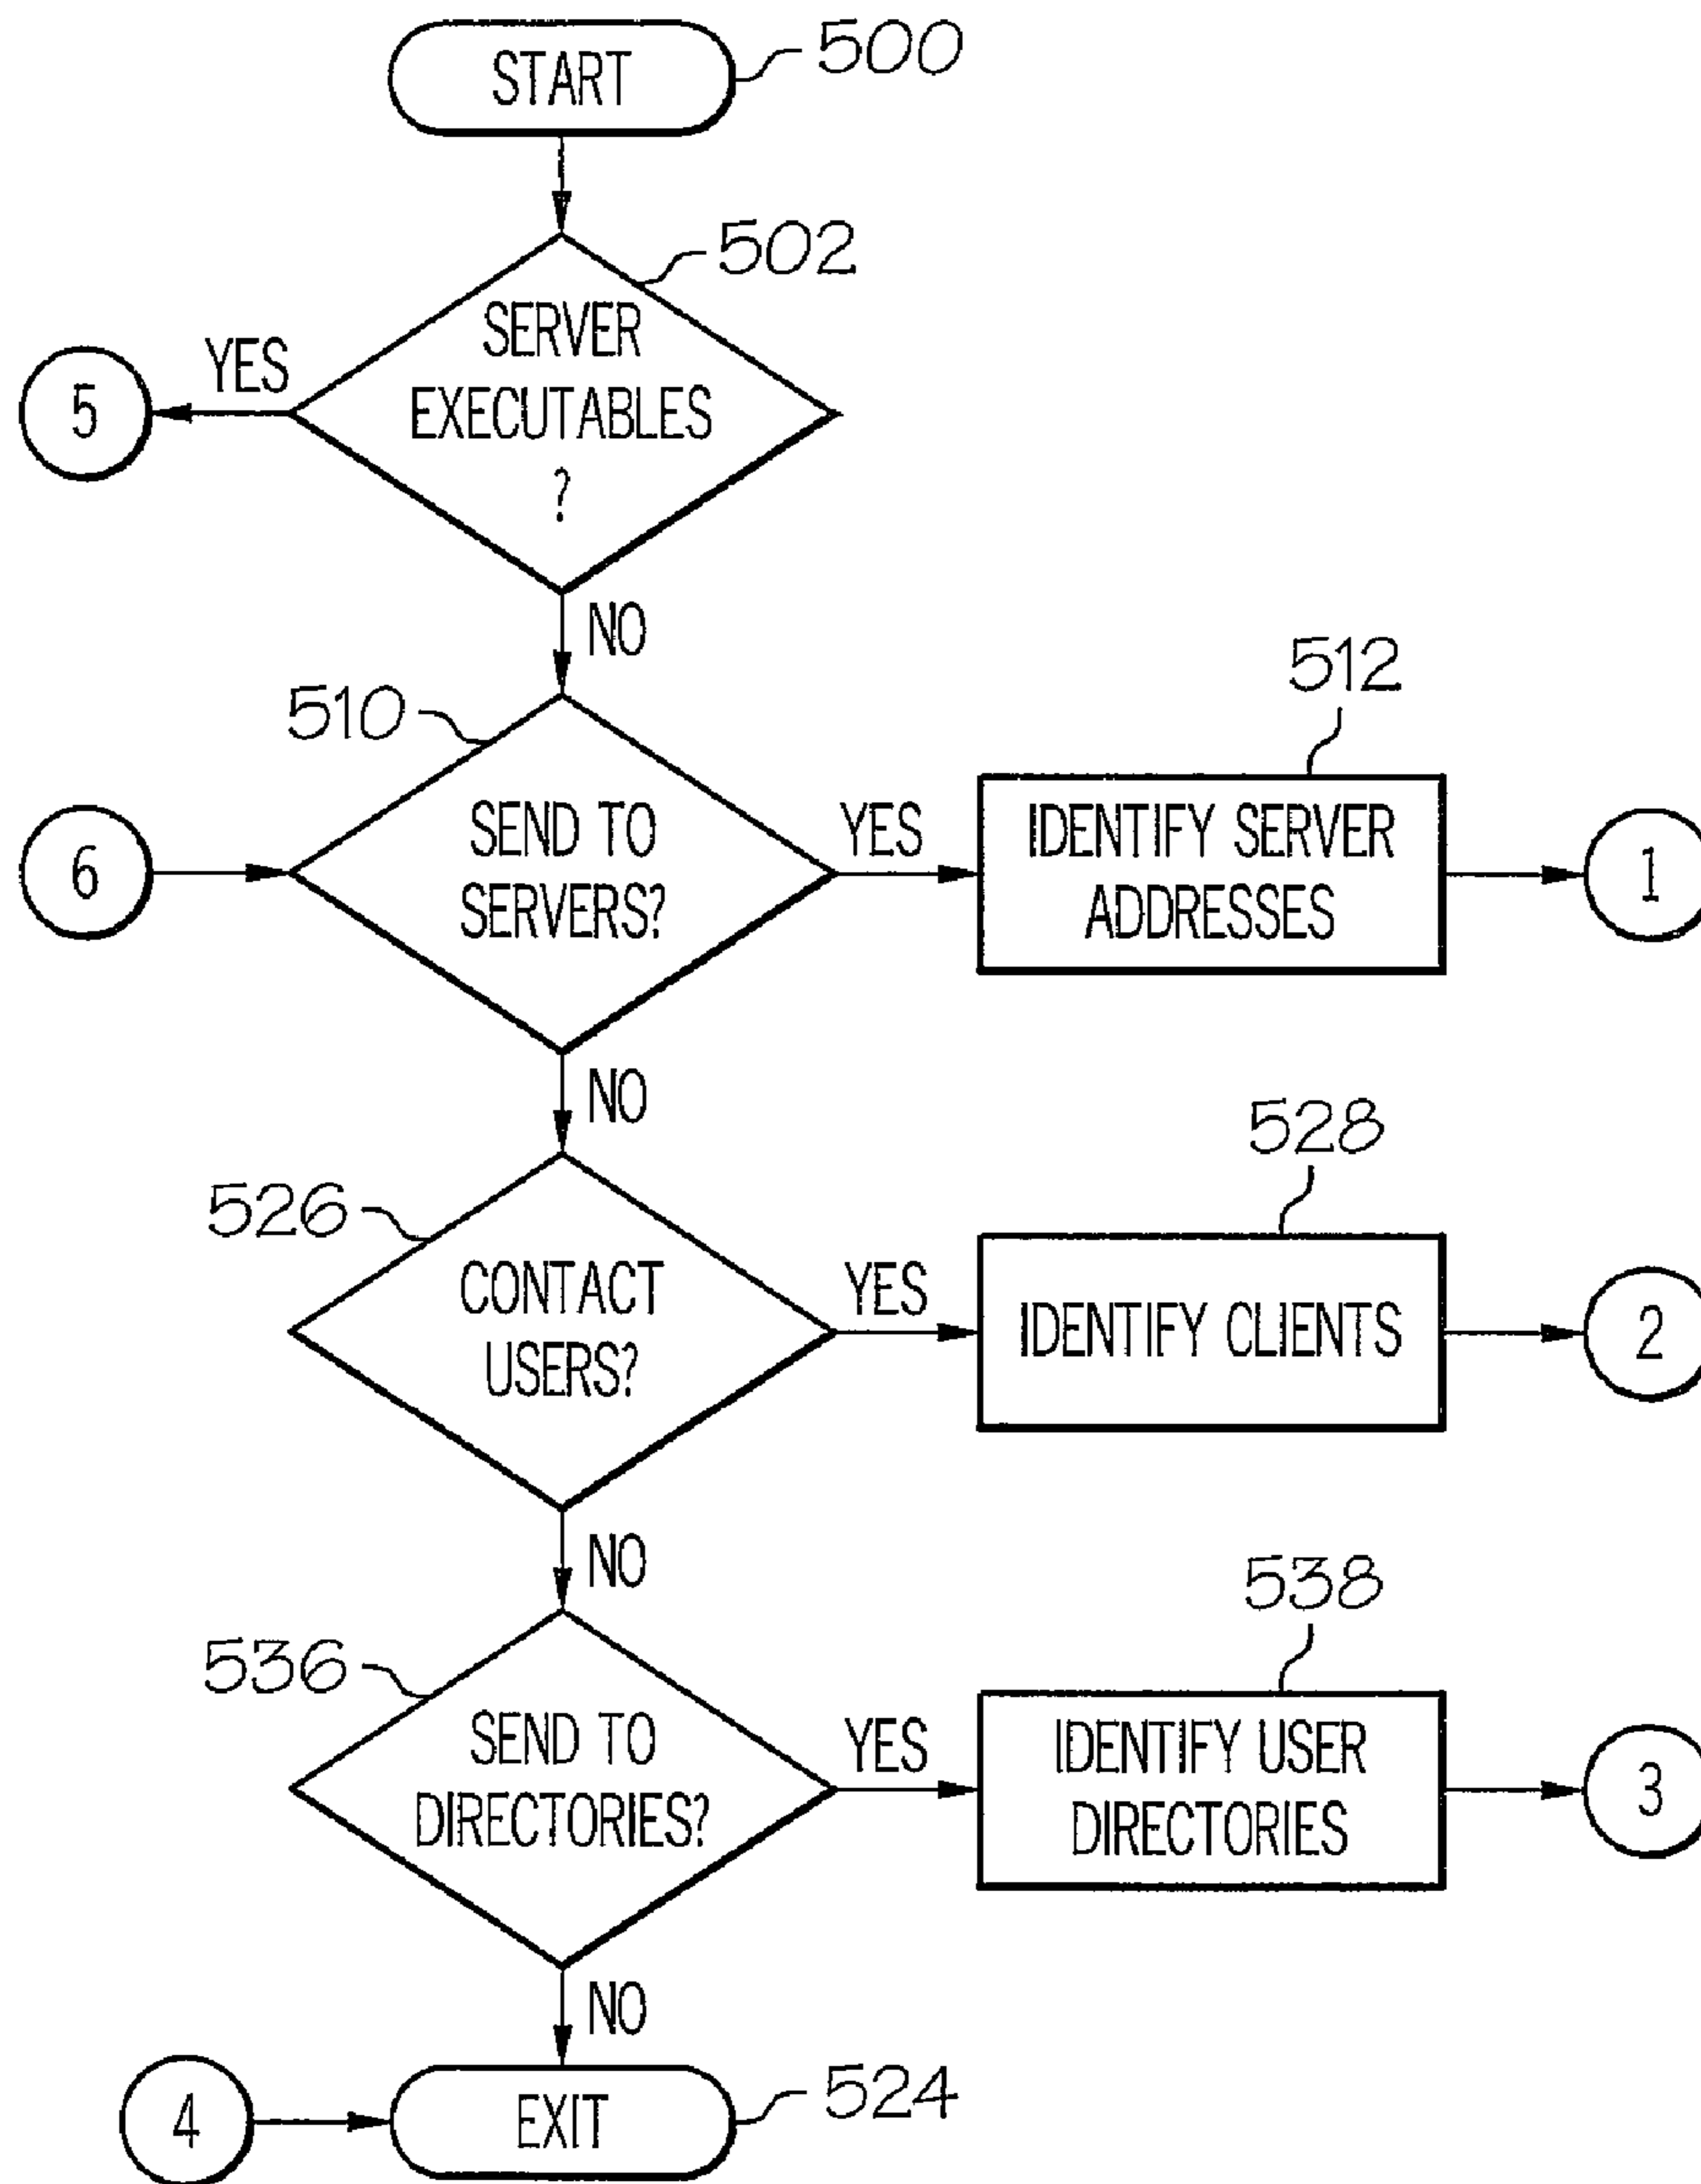 START
500
502
SERVER
EXECUTABLES
?
YES
5
NO
510
512
6
SEND TO
SERVERS?
YES
IDENTIFY SERVER
ADDRESSES
1
NO
526
528
CONTACT
USERS?
YES
IDENTIFY CLIENTS
2
NO
536
538
SEND TO
DIRECTORIES?
YES
IDENTIFY USER
DIRECTORIES
3
NO
4
EXIT
524